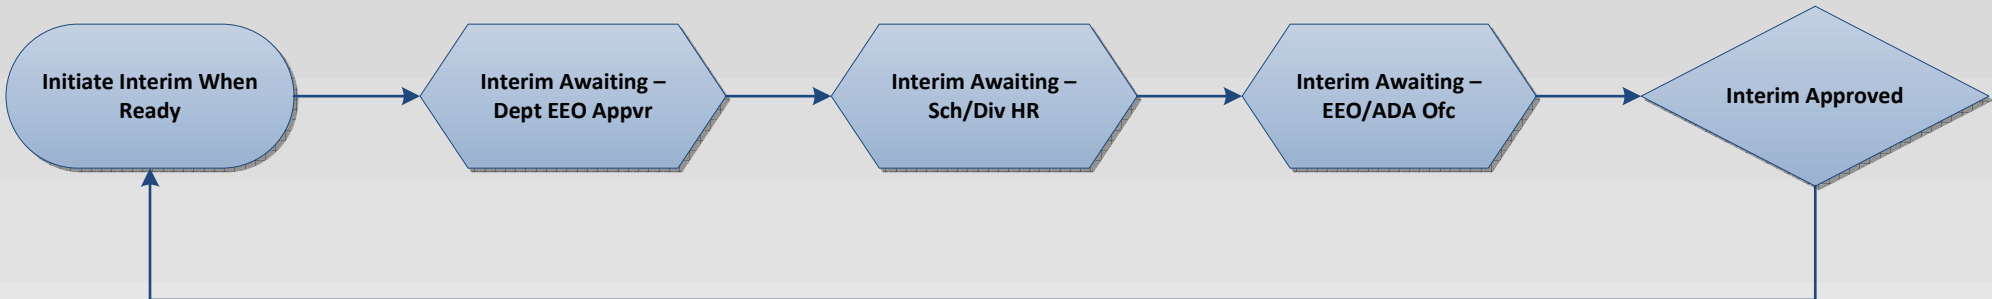 Initiate Interim When
Ready
Interim Awaiting –
Dept EEO Appvr
Interim Awaiting –
Sch/Div HR
Interim Awaiting –
EEO/ADA Ofc
Interim Approved